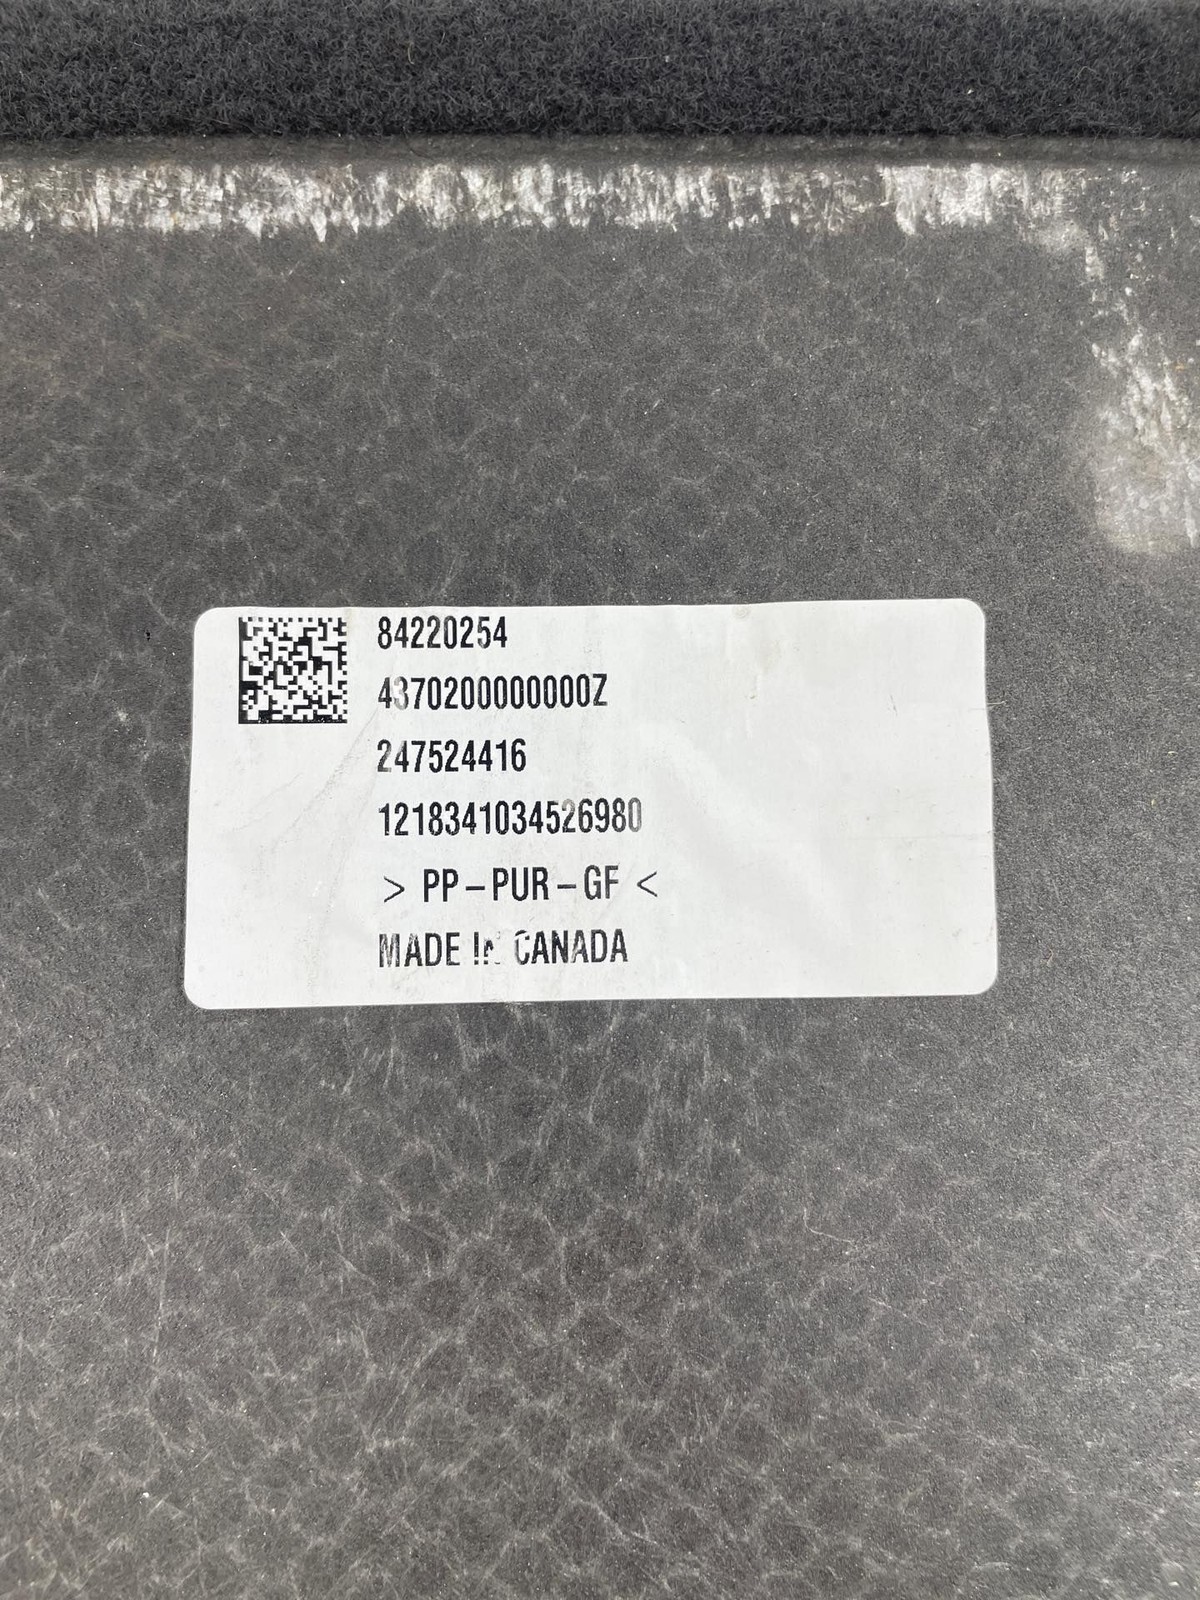 84220254
4370200000000Z
247524416
1218341034526980
> PP-PUR-GF <
MADE IN CANADA